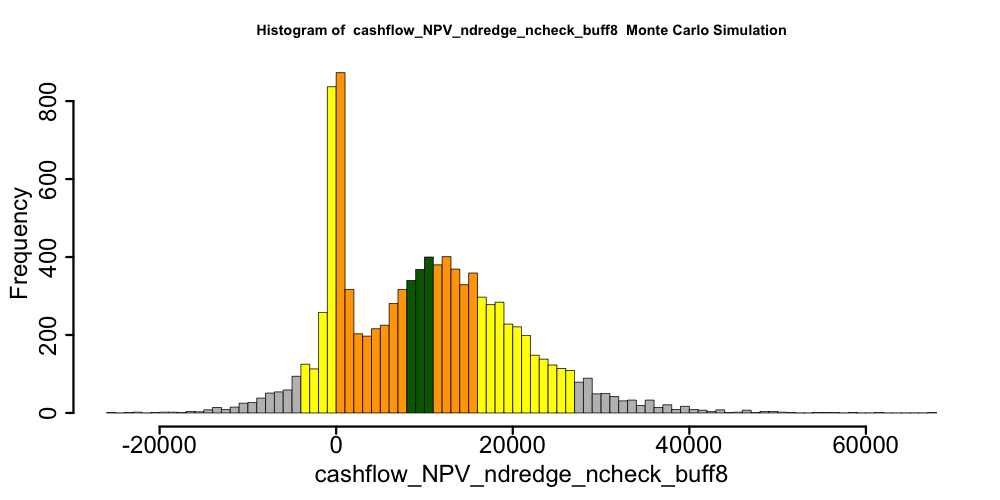 Histogram of cashflow_NPV_ndredge_ncheck_buff8 Monte Carlo Simulation
Frequency
800
600
400
200
0
-20000 0 20000 40000 60000
cashflow_NPV_ndredge_ncheck_buff8